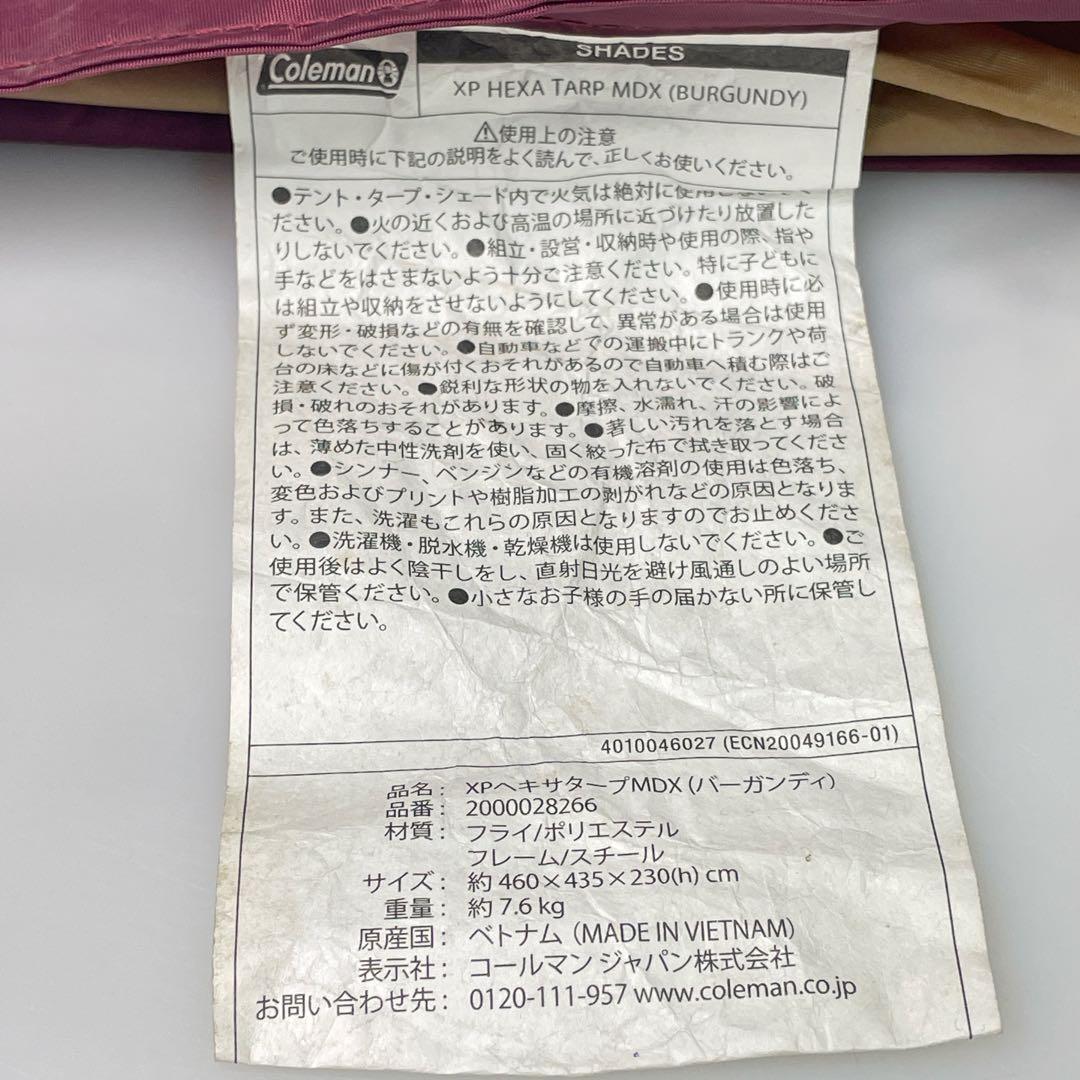 Coleman
SHADES
XP HEXA TARP MDX (BURGUNDY)
⚠使用上の注意
ご使用時に下記の説明をよく読んで、正しくお使いください。
●テント・タープ・シェード内で火気は絶対に使用
ださい。●火の近くおよび高温の場所に近づけたり放置した
りしないでください。●組立・設営・収納時や使用の際、指や
手などをはさまないよう十分ご注意ください。特に子どもに
は組立や収納をさせないようにしてください。●使用時に必
ず変形・破損などの有無を確認して、異常がある場合は使用
しないでください。●自動車などでの運搬中にトランクや荷
台の床などに傷が付くおそれがあるので自動車へ積む際はご
注意ください。●鋭利な形状の物を入れないでください。破
損・破れのおそれがあります。●摩擦、水濡れ、汗の影響によ
って色落ちすることがあります。●著しい汚れを落とす場合
は、薄めた中性洗剤を使い、固く絞った布で拭き取ってくださ
い。●シンナー、ベンジンなどの有機溶剤の使用は色落ち、
変色およびプリントや樹脂加工の剥がれなどの原因となりま
す。また、洗濯もこれらの原因となりますのでお止めくださ
い。●洗濯機・脱水機・乾燥機は使用しないでください。●ご
使用後はよく陰干しをし、直射日光を避け風通しのよい場所
で保管ください。●小さなお子様の手の届かない所に保管し
てください。
4010046027 (ECN20049166-01)
品名： XPヘキサタープMDX（バーガンディ）
品番： 2000028266
材質： フライ/ポリエステル
フレーム/スチール
サイズ： 約 460×435×230(h) cm
重量： 約 7.6 kg
原産国： ベトナム（MADE IN VIETNAM）
表示社： コールマン ジャパン株式会社
お問い合わせ先： 0120-111-957 www.coleman.co.jp